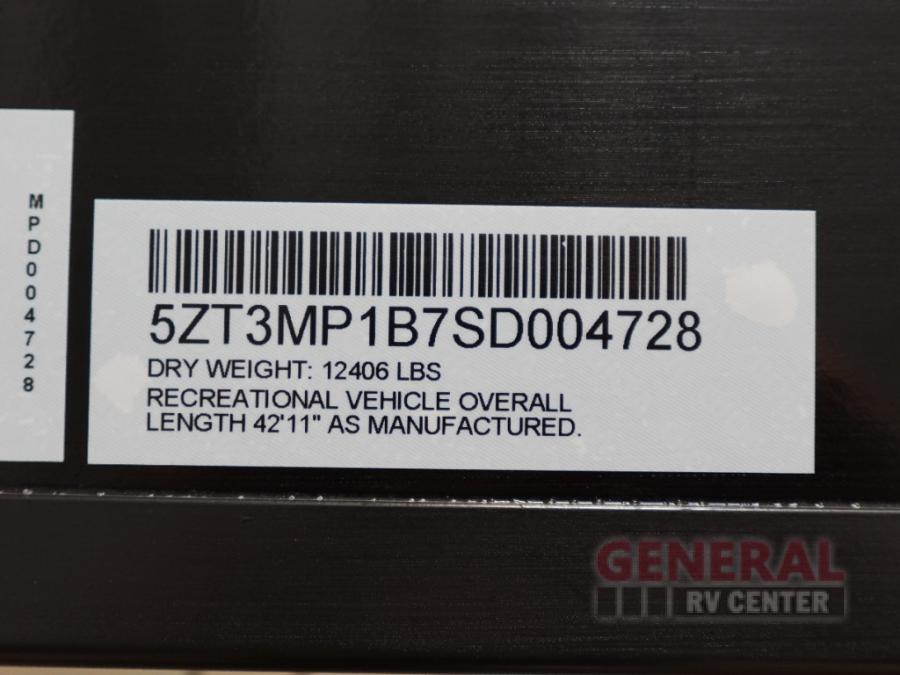 MPD004728
5ZT3MP1B7SD004728
DRY WEIGHT: 12406 LBS
RECREATIONAL VEHICLE OVERALL
LENGTH 42'11" AS MANUFACTURED.
GENERAL
RV CENTER